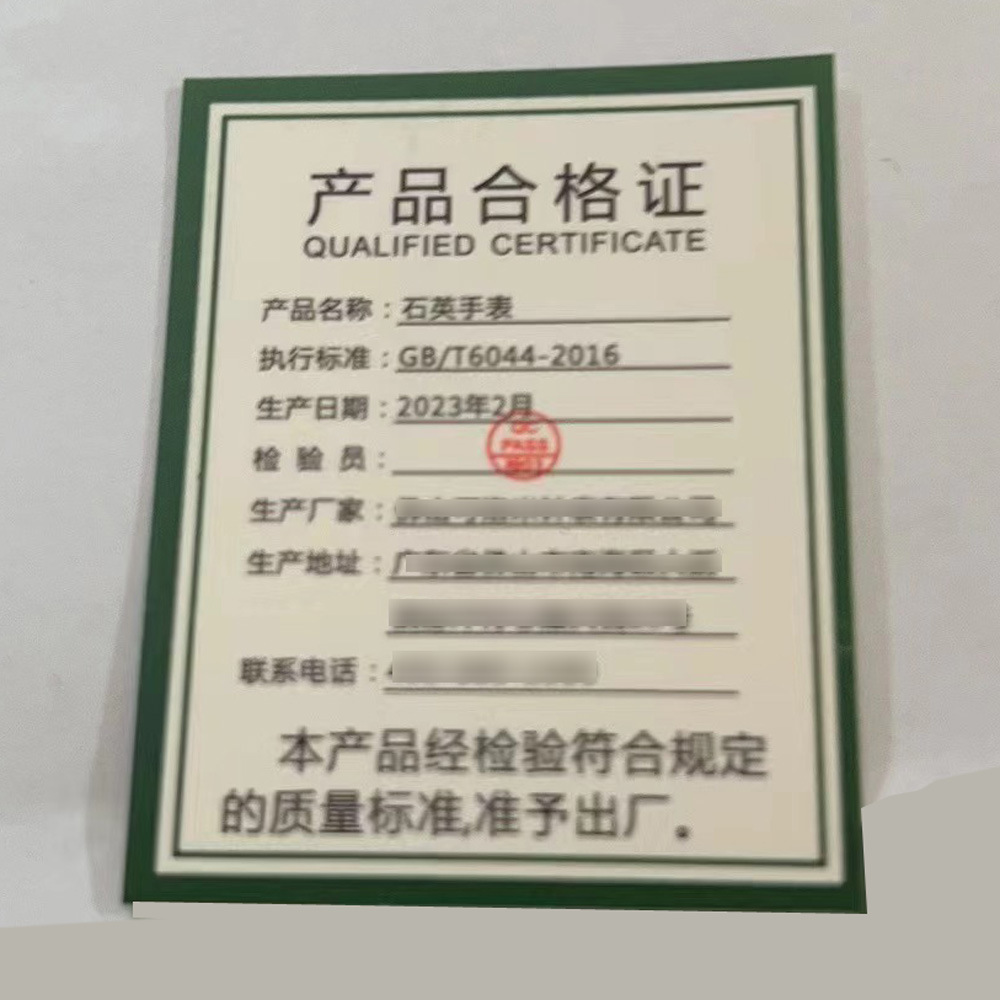 产品合格证
QUALIFIED CERTIFICATE
产品名称：石英手表
执行标准：GB/T6044-2016
生产日期：2023年2月
QC
PASS
检 验 员：
生产厂家：
生产地址：
联系电话：
本产品经检验符合规定
的质量标准,准予出厂。